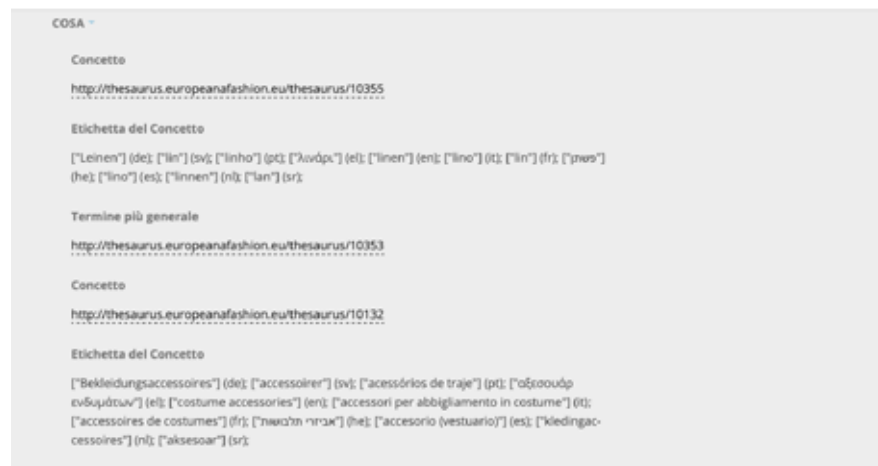 COSA
Concetto
http://thesaurus.europeanafashion.eu/thesaurus/10355
Etichetta del Concetto
["Leinen"] (de); ["lin"] (sv); ["linho"] (pt); ["λινάρι"] (el); ["linen"] (en); ["lino"] (it); ["lin"] (fr); ["פשתן"]
(he); ["lino"] (es); ["linnen"] (nl); ["lan"] (sr);
Termine più generale
http://thesaurus.europeanafashion.eu/thesaurus/10353
Concetto
http://thesaurus.europeanafashion.eu/thesaurus/10132
Etichetta del Concetto
["Bekleidungsaccessoires"] (de); ["accessoirer"] (sv); ["acessórios de traje"] (pt); ["αξεσουάρ
ενδυμάτων"] (el); ["costume accessories"] (en); ["accessori per abbigliamento in costume"] (it);
["accessoires de costumes"] (fr); ["אביזרי תלבושות"] (he); ["accesorio (vestuario)"] (es); ["kledingac-
cessoires"] (nl); ["aksesoar"] (sr);